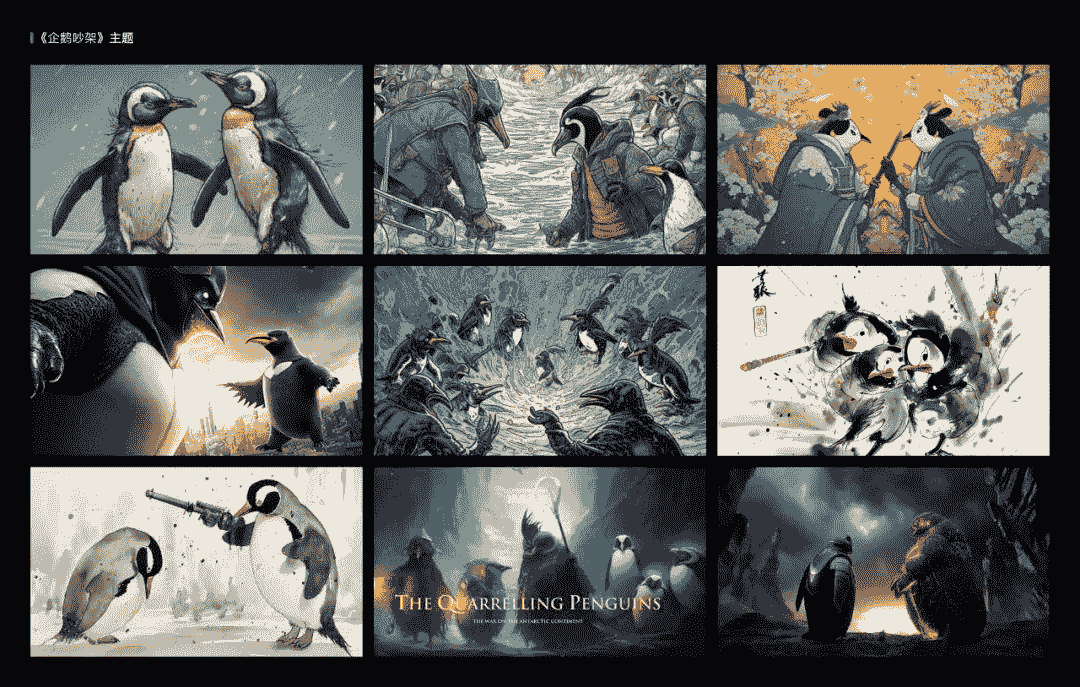 《企鹅吵架》主题
THE QUARRELLING PENGUINS
THE WAR ON THE ANTARCTIC CONTINENT